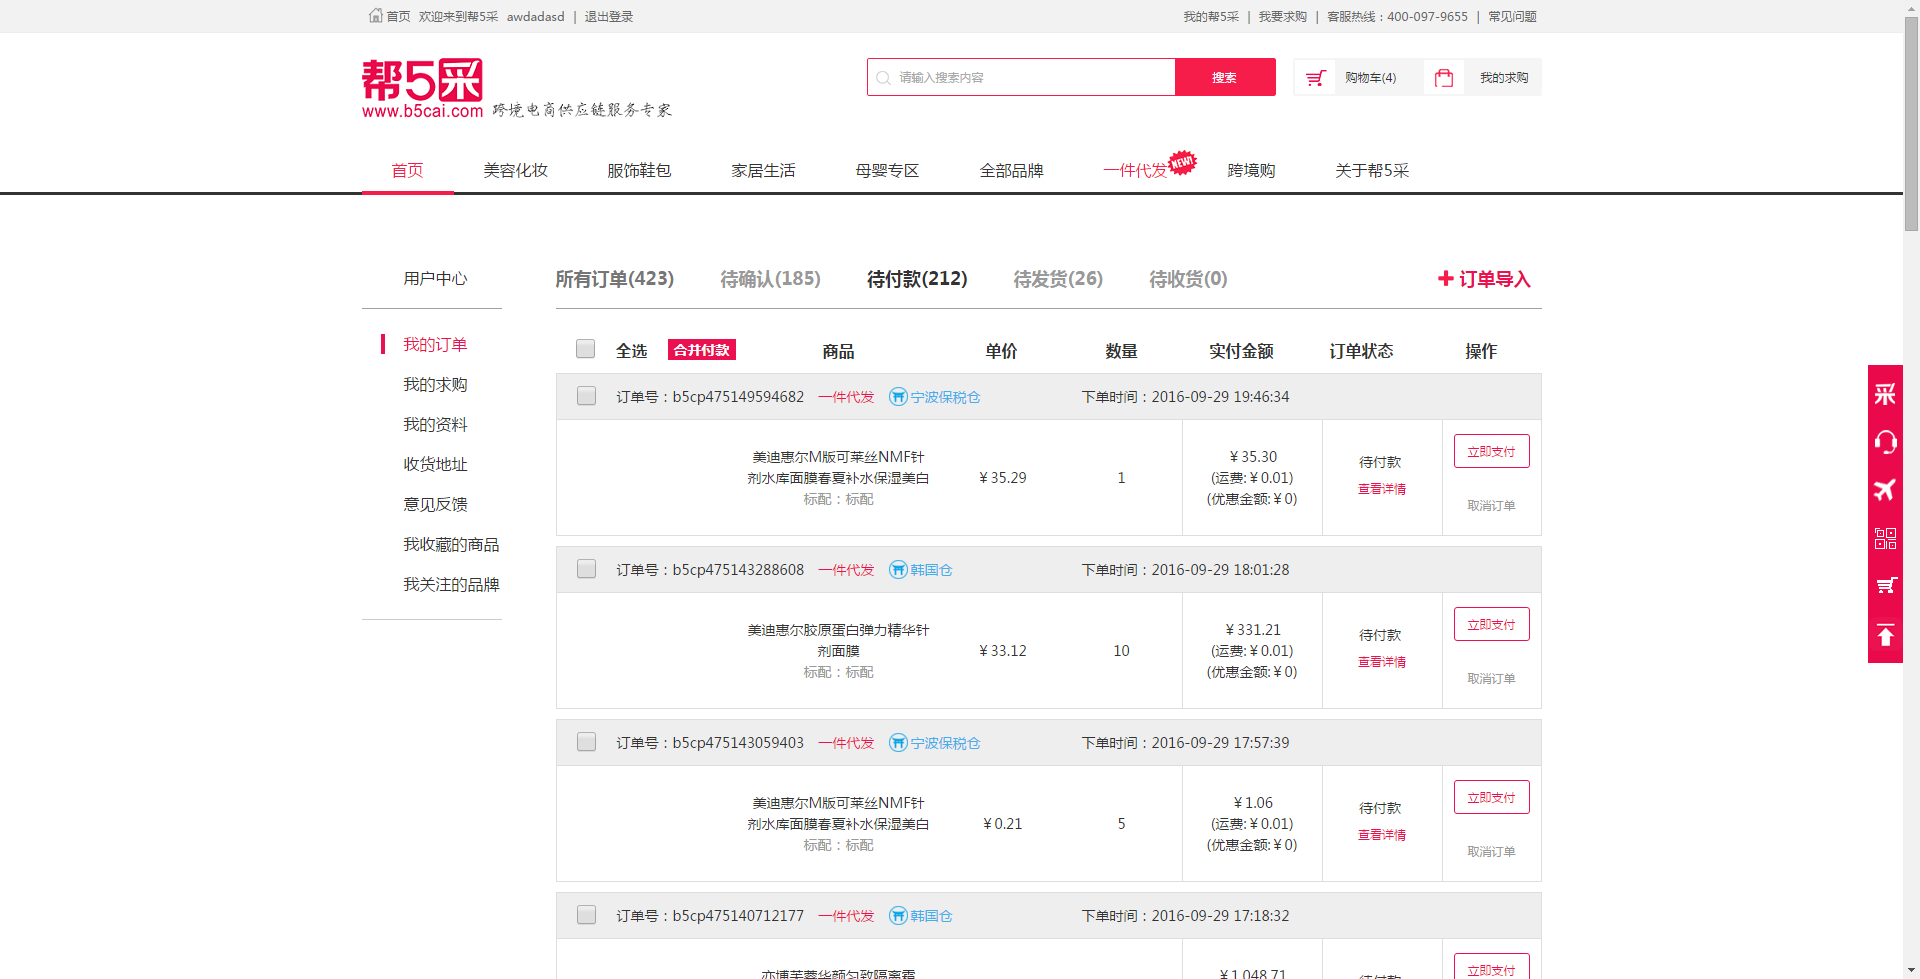 首页 欢迎来到帮5采 awdadasd | 退出登录
我的帮5采 | 我要求购 | 客服热线：400-097-9655 | 常见问题
帮5采
www.b5cai.com 跨境电商供应链服务专家
请输入搜索内容 搜索
购物车(4) 我的求购
首页 美容化妆 服饰鞋包 家居生活 母婴专区 全部品牌 一件代发 NEW! 跨境购 关于帮5采
用户中心
我的订单
我的求购
我的资料
收货地址
意见反馈
我收藏的商品
我关注的品牌
所有订单(423) 待确认(185) 待付款(212) 待发货(26) 待收货(0) 订单导入
全选 合并付款 商品 单价 数量 实付金额 订单状态 操作
订单号：b5cp475149594682 一件代发 宁波保税仓 下单时间：2016-09-29 19:46:34
美迪惠尔M版可莱丝NMF针
剂水库面膜春夏补水保湿美白
标配：标配
￥35.29
1
￥35.30
(运费:￥0.01)
(优惠金额:￥0)
待付款
查看详情
立即支付
取消订单
订单号：b5cp475143288608 一件代发 韩国仓 下单时间：2016-09-29 18:01:28
美迪惠尔胶原蛋白弹力精华针
剂面膜
标配：标配
￥33.12
10
￥331.21
(运费:￥0.01)
(优惠金额:￥0)
待付款
查看详情
立即支付
取消订单
订单号：b5cp475143059403 一件代发 宁波保税仓 下单时间：2016-09-29 17:57:39
美迪惠尔M版可莱丝NMF针
剂水库面膜春夏补水保湿美白
标配：标配
￥0.21
5
￥1.06
(运费:￥0.01)
(优惠金额:￥0)
待付款
查看详情
立即支付
取消订单
订单号：b5cp475140712177 一件代发 韩国仓 下单时间：2016-09-29 17:18:32
亦博芙蓉华颜匀致隔离霜
￥1,048.71
待付款
立即支付
采